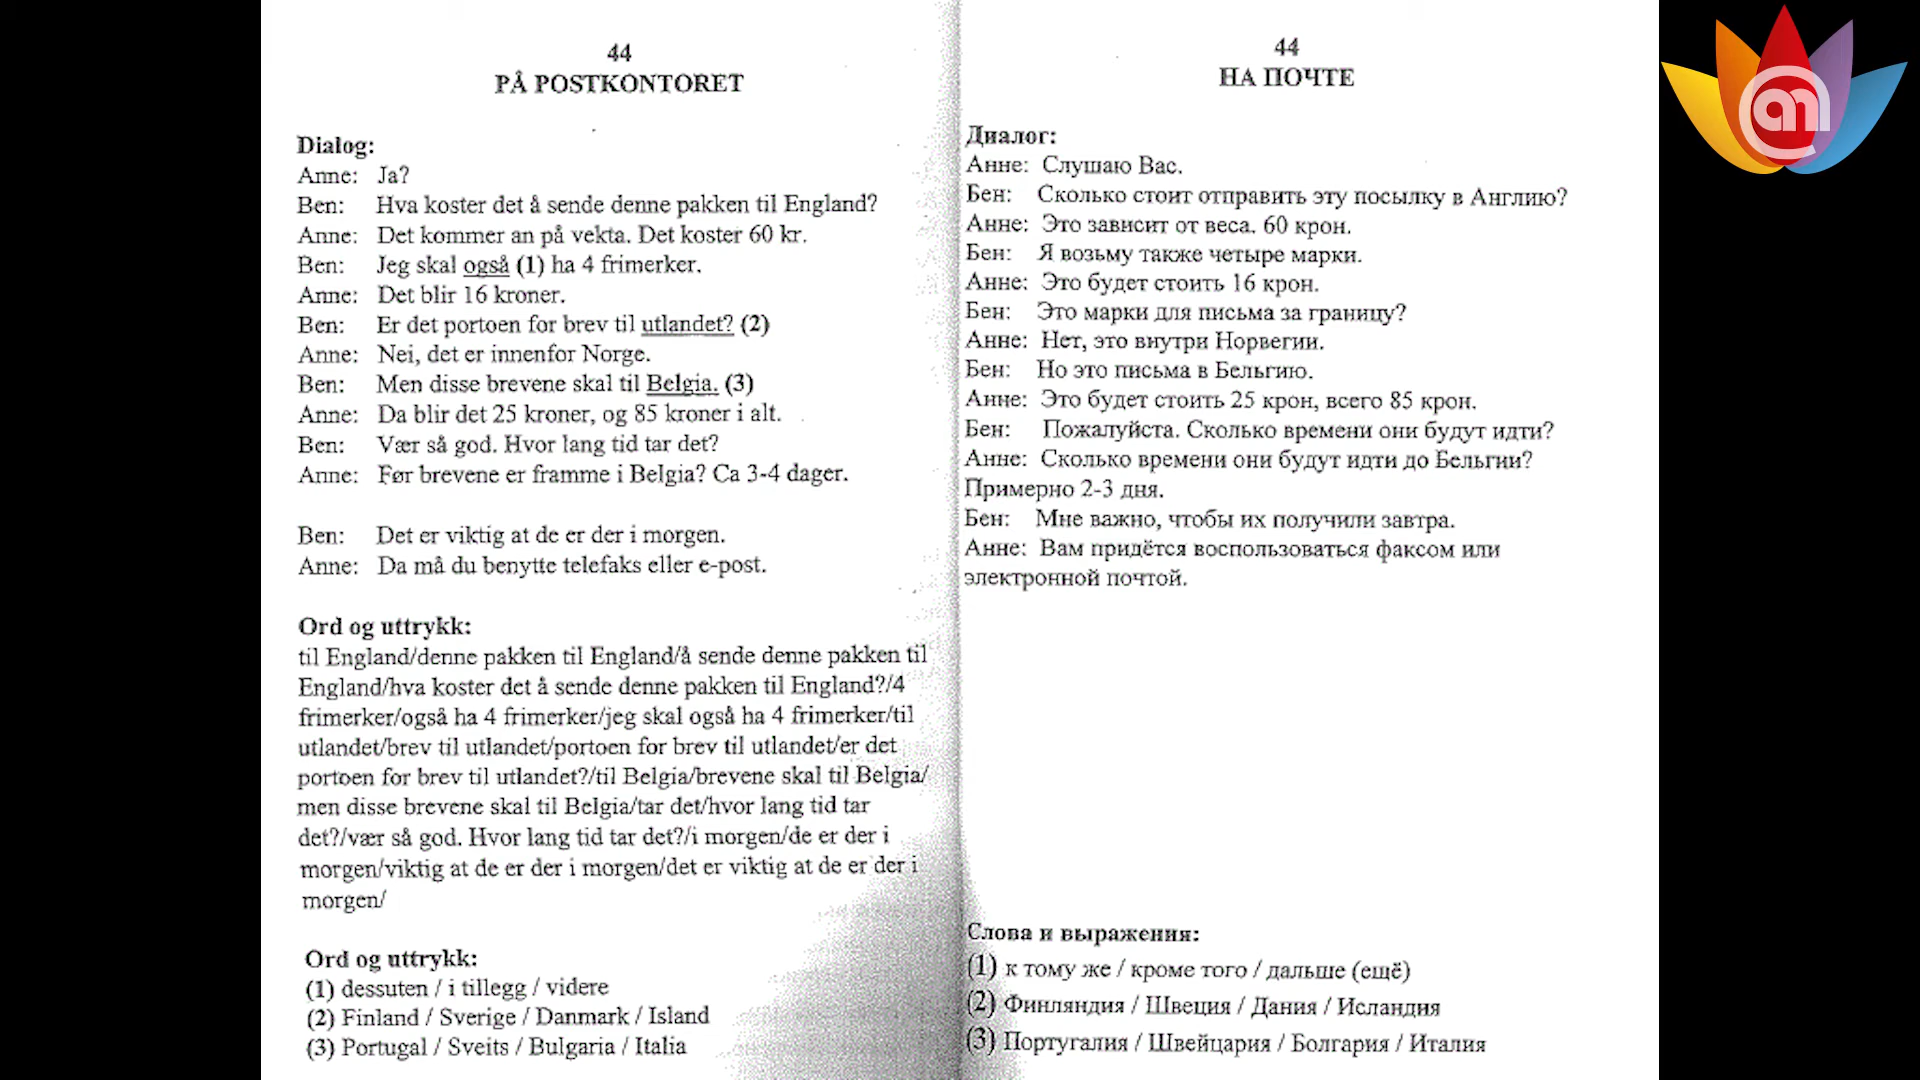 44
PÅ POSTKONTORET
Dialog:
Anne: Ja?
Ben: Hva koster det å sende denne pakken til England?
Anne: Det kommer an på vekta. Det koster 60 kr.
Ben: Jeg skal også (1) ha 4 frimerker.
Anne: Det blir 16 kroner.
Ben: Er det portoen for brev til utlandet? (2)
Anne: Nei, det er innenfor Norge.
Ben: Men disse brevene skal til Belgia. (3)
Anne: Da blir det 25 kroner, og 85 kroner i alt.
Ben: Vær så god. Hvor lang tid tar det?
Anne: Før brevene er framme i Belgia? Ca 3-4 dager.
Ben: Det er viktig at de er der i morgen.
Anne: Da må du benytte telefaks eller e-post.
Ord og uttrykk:
til England/denne pakken til England/å sende denne pakken til
England/hva koster det å sende denne pakken til England?/4
frimerker/også ha 4 frimerker/jeg skal også ha 4 frimerker/til
utlandet/brev til utlandet/portoen for brev til utlandet/er det
portoen for brev til utlandet?/til Belgia/brevene skal til Belgia/
men disse brevene skal til Belgia/tar det/hvor lang tid tar
det?/vær så god. Hvor lang tid tar det?/i morgen/de er der i
morgen/viktig at de er der i morgen/det er viktig at de er der i
morgen/
Ord og uttrykk:
(1) dessuten / i tillegg / videre
(2) Finland / Sverige / Danmark / Island
(3) Portugal / Sveits / Bulgaria / Italia
44
НА ПОЧТЕ
Диалог:
Анне: Слушаю Вас.
Бен: Сколько стоит отправить эту посылку в Англию?
Анне: Это зависит от веса. 60 крон.
Бен: Я возьму также четыре марки.
Анне: Это будет стоить 16 крон.
Бен: Это марки для письма за границу?
Анне: Нет, это внутри Норвегии.
Бен: Но это письма в Бельгию.
Анне: Это будет стоить 25 крон, всего 85 крон.
Бен: Пожалуйста. Сколько времени они будут идти?
Анне: Сколько времени они будут идти до Бельгии?
Примерно 2-3 дня.
Бен: Мне важно, чтобы их получили завтра.
Анне: Вам придётся воспользоваться факсом или
электронной почтой.
Слова и выражения:
(1) к тому же / кроме того / дальше (ещё)
(2) Финляндия / Швеция / Дания / Исландия
(3) Португалия / Швейцария / Болгария / Италия